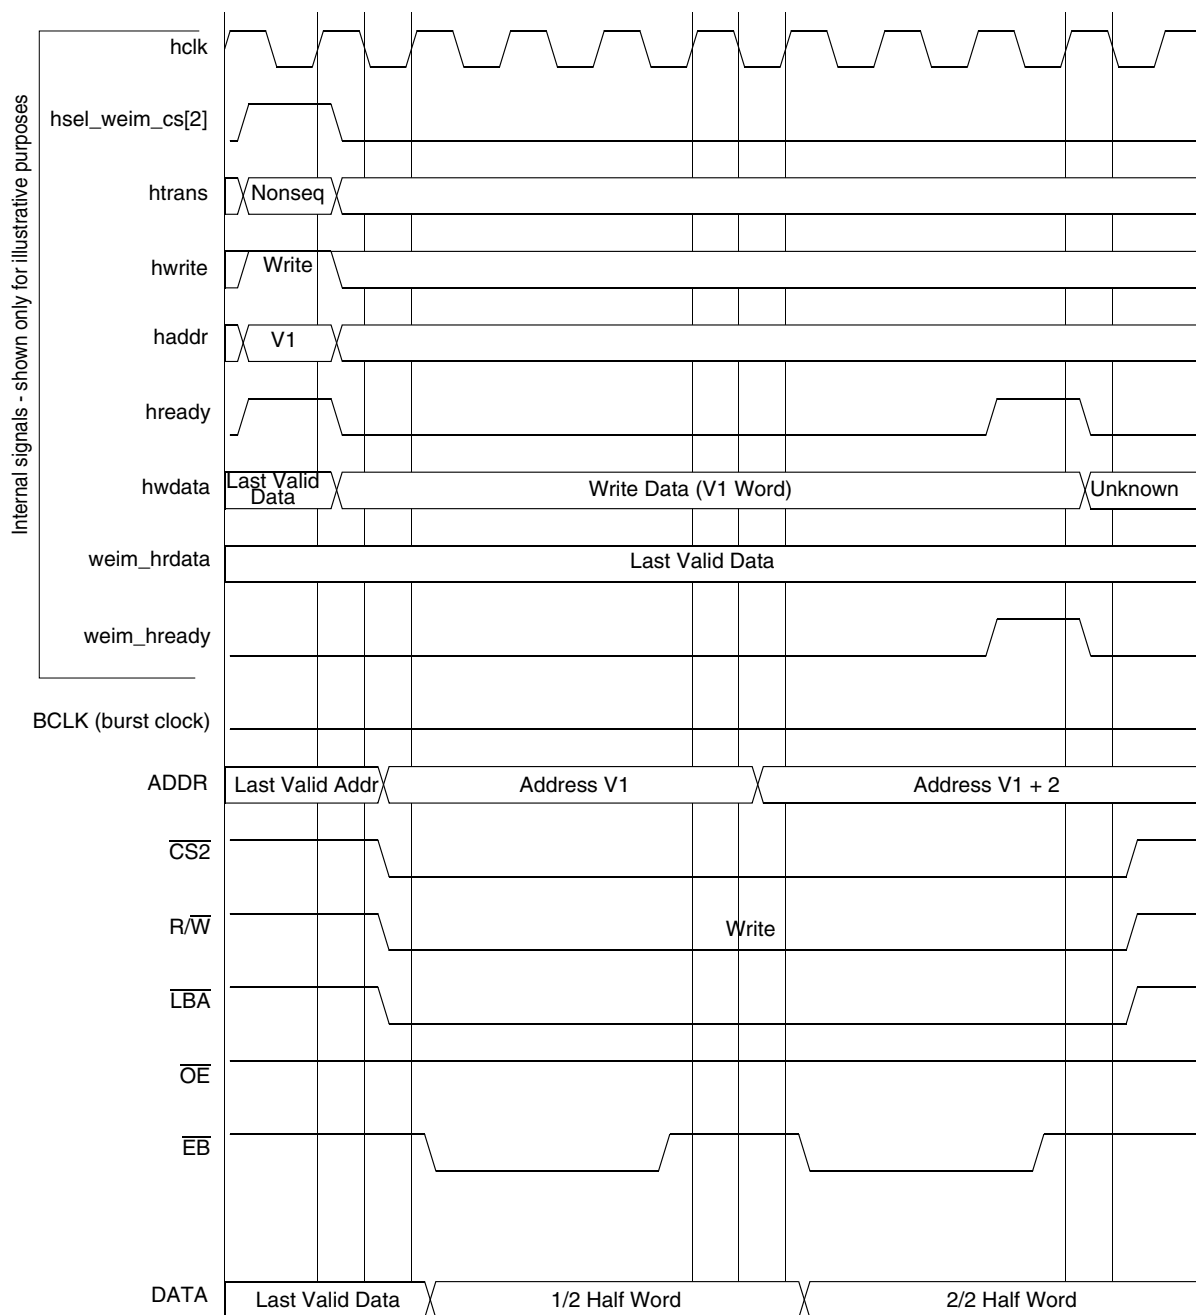 Internal signals - shown only for illustrative purposes
hclk
hsel_weim_cs[2]
htrans
Nonseq
hwrite
Write
haddr
V1
hready
hwdata
Last Valid
Data
Write Data (V1 Word)
Unknown
weim_hrdata
Last Valid Data
weim_hready
BCLK (burst clock)
ADDR
Last Valid Addr
Address V1
Address V1 + 2
CS2
R/W
Write
LBA
OE
EB
DATA
Last Valid Data
1/2 Half Word
2/2 Half Word